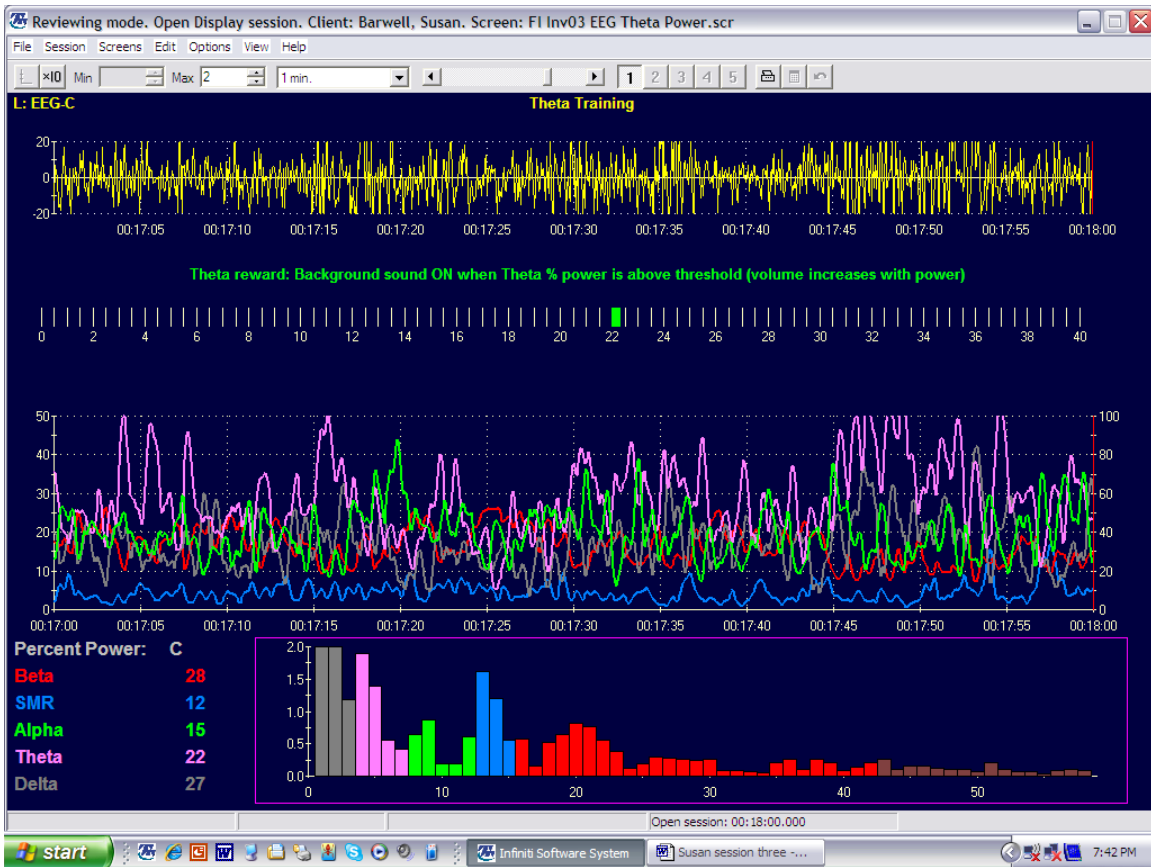 Reviewing mode. Open Display session. Client: Barwell, Susan. Screen: FI Inv03 EEG Theta Power.scr
File Session Screens Edit Options View Help
×10 Min Max 2 1 min. 1 2 3 4 5
L: EEG-C Theta Training
20
0
-20
00:17:05 00:17:10 00:17:15 00:17:20 00:17:25 00:17:30 00:17:35 00:17:40 00:17:45 00:17:50 00:17:55 00:18:00
Theta reward: Background sound ON when Theta % power is above threshold (volume increases with power)
0 2 4 6 8 10 12 14 16 18 20 22 24 26 28 30 32 34 36 38 40
50 100
40 80
30 60
20 40
10 20
0 0
00:17:00 00:17:05 00:17:10 00:17:15 00:17:20 00:17:25 00:17:30 00:17:35 00:17:40 00:17:45 00:17:50 00:17:55 00:18:00
Percent Power: C
Beta 28
SMR 12
Alpha 15
Theta 22
Delta 27
2.0
1.5
1.0
0.5
0.0
0 10 20 30 40 50
Open session: 00:18:00.000
start Infiniti Software System Susan session three -... 7:42 PM